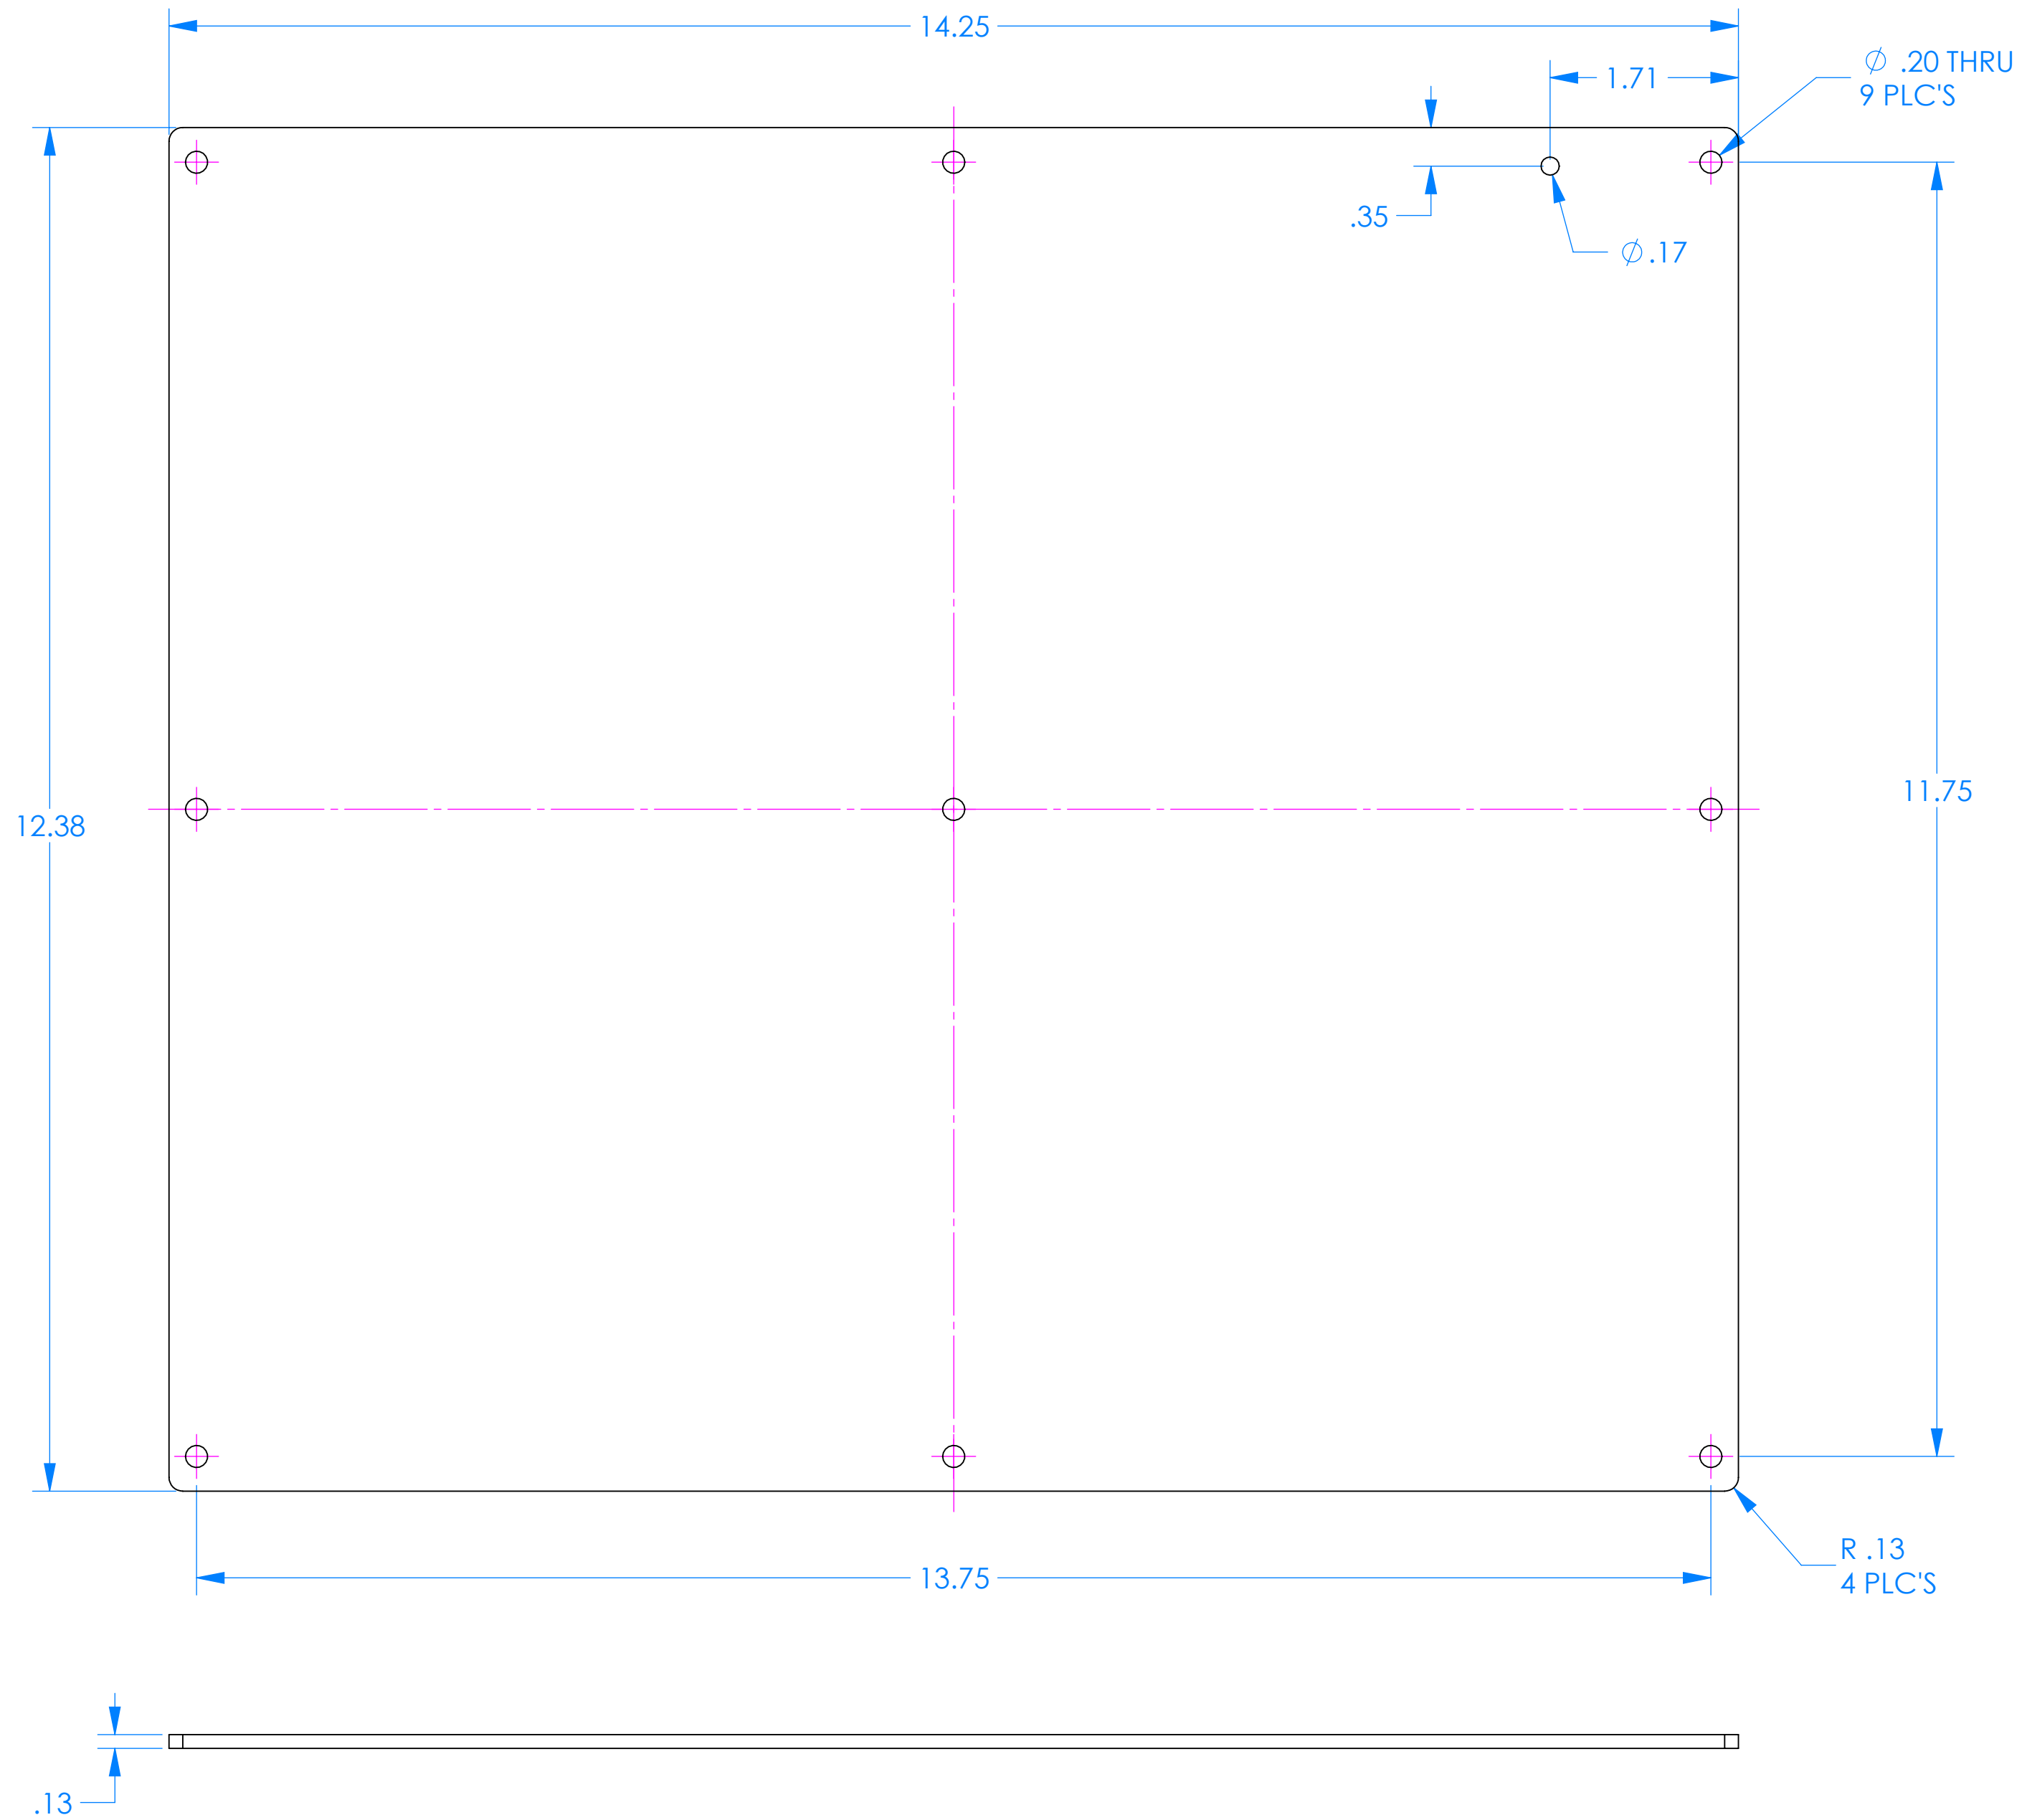 14.25
1.71
⌀ .20 THRU
9 PLC'S
.35
⌀ .17
11.75
12.38
R .13
4 PLC'S
13.75
.13